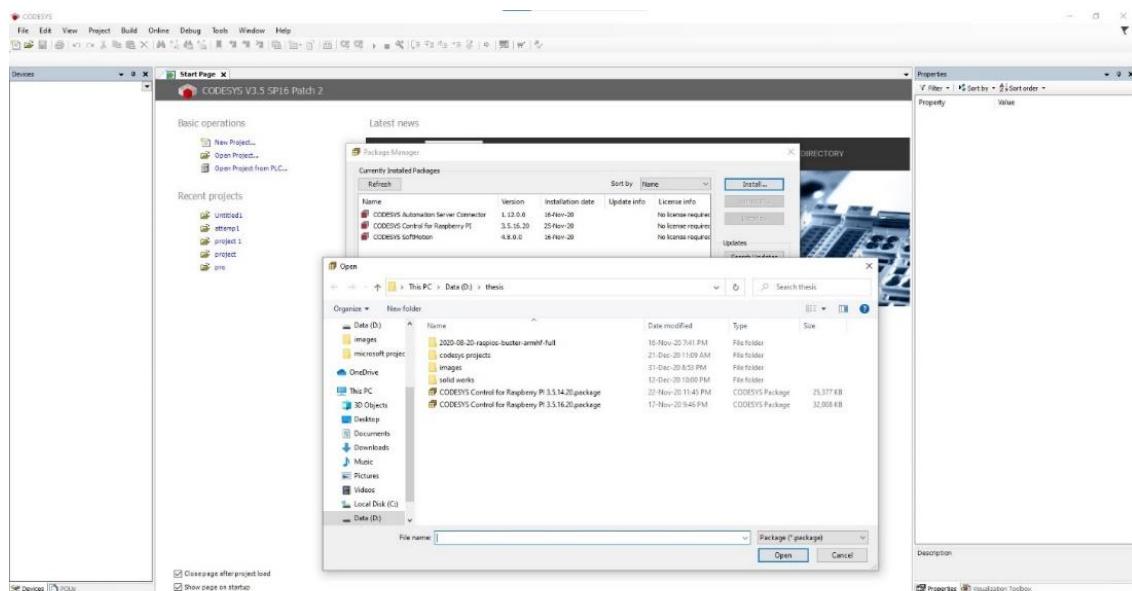 CODESYS
File Edit View Project Build Online Debug Tools Window Help
Devices
Start Page X
Properties
CODESYS V3.5 SP16 Patch 2
Filter
Sort by
Sort order
Property Value
Basic operations
New Project...
Open Project...
Open Project from PLC...
Recent projects
Untitled1
attemp1
project 1
project
pro
Latest news
DIRECTORY
Package Manager
Currently Installed Packages
Refresh
Sort by Name
Install...
Name Version Installation date Update info License info
CODESYS Automation Server Connector 1.12.0.0 16-Nov-20 No license required
CODESYS Control for Raspberry PI 3.5.16.20 25-Nov-20 No license required
CODESYS SoftMotion 4.8.0.0 16-Nov-20 No license required
Updates
Open
This PC > Data (D:) > thesis
Search thesis
Organize New folder
Data (D:)
images
microsoft projec
OneDrive
This PC
3D Objects
Desktop
Documents
Downloads
Music
Pictures
Videos
Local Disk (C:)
Data (D:)
Name Date modified Type Size
2020-08-20-raspios-buster-armhf-full 16-Nov-20 7:41 PM File folder
codesys projects 21-Dec-20 11:09 AM File folder
images 31-Dec-20 8:53 PM File folder
solid works 12-Dec-20 10:00 PM File folder
CODESYS Control for Raspberry PI 3.5.14.20.package 22-Nov-20 11:45 PM CODESYS Package 25,377 KB
CODESYS Control for Raspberry PI 3.5.16.20.package 17-Nov-20 9:46 PM CODESYS Package 32,008 KB
File name:
Package (*.package)
Open Cancel
Description
Close page after project load
Show page on startup
Devices POUs
Properties Visualization Toolbox